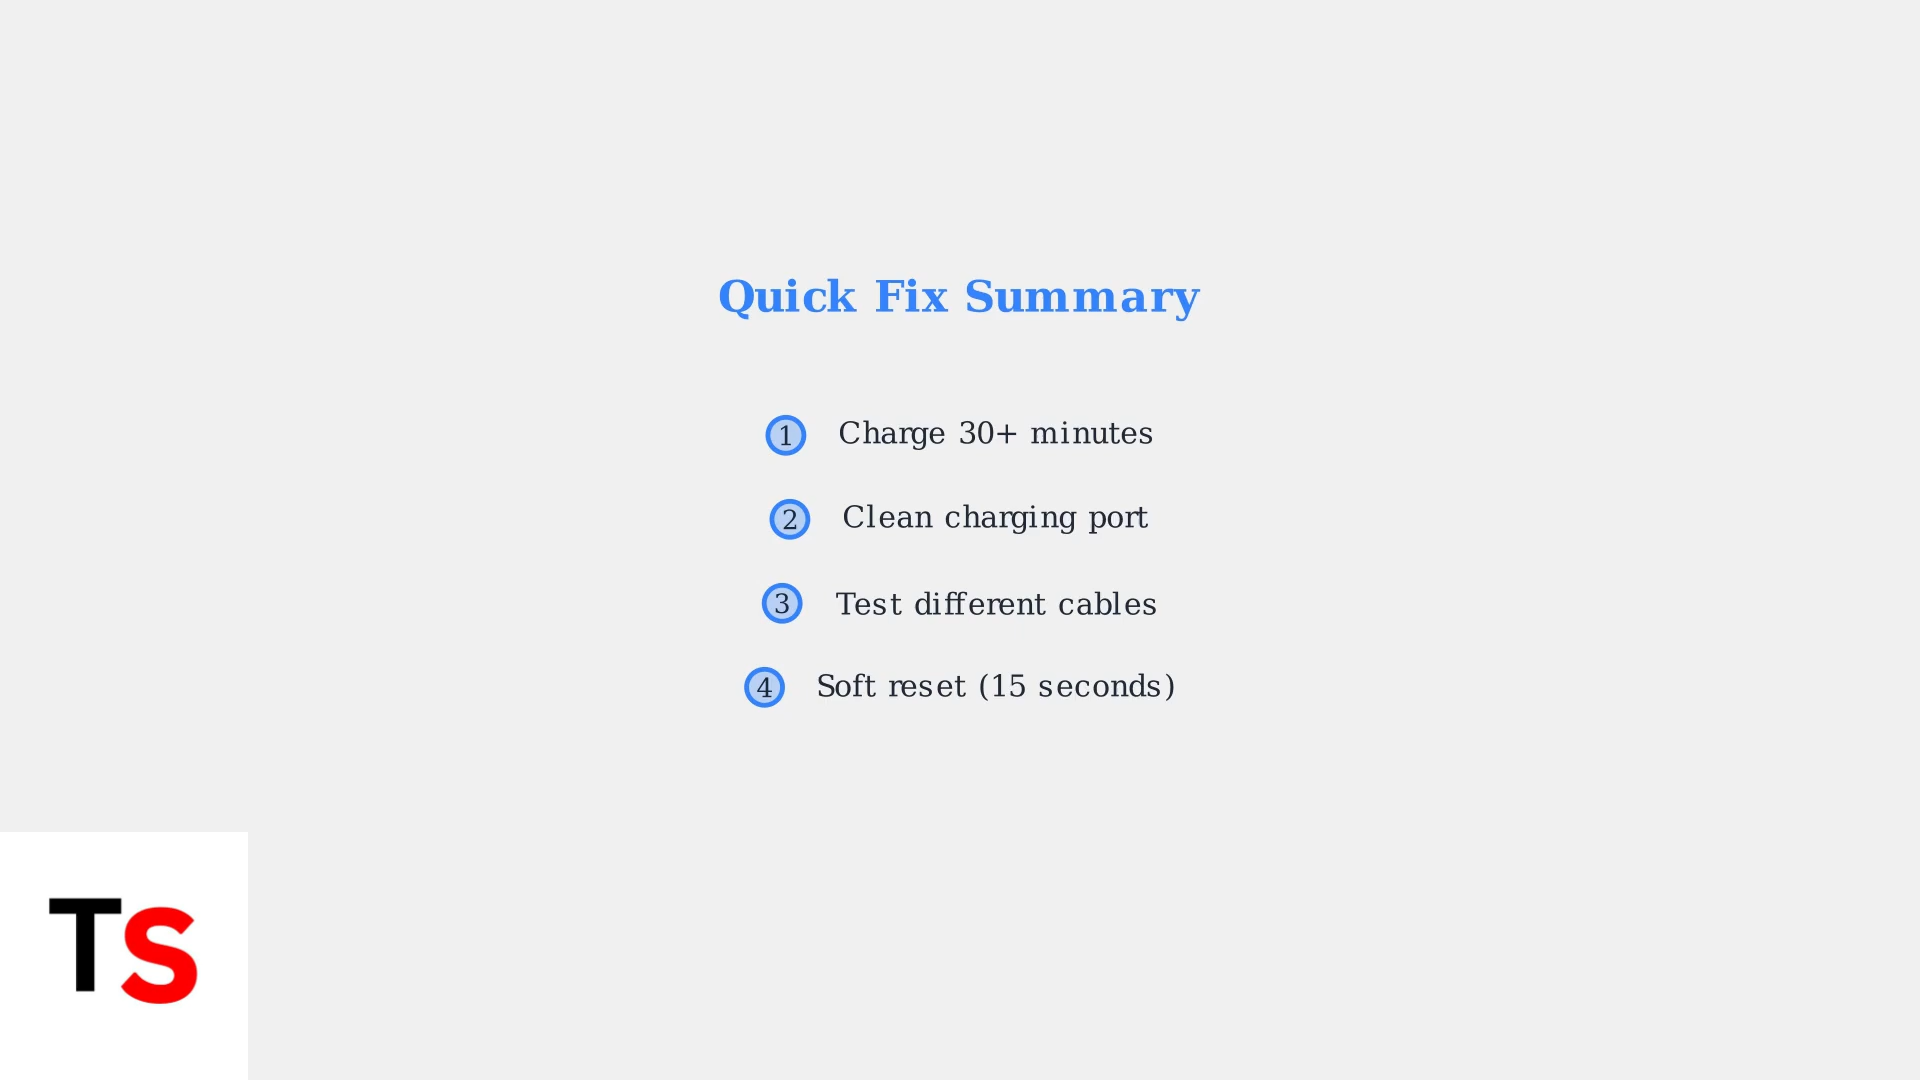 Quick Fix Summary
1 Charge 30+ minutes
2 Clean charging port
3 Test different cables
4 Soft reset (15 seconds)
TS